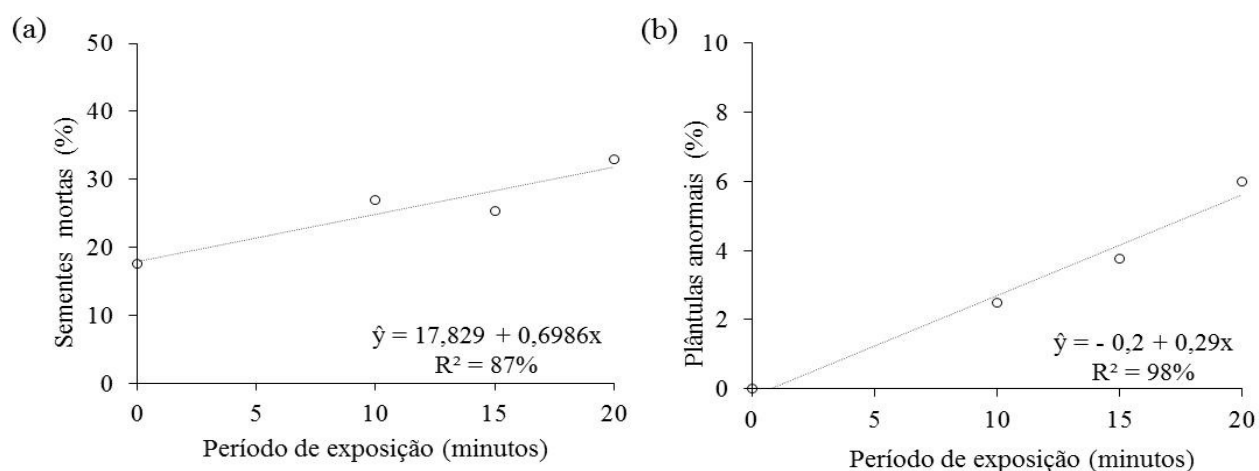 (a)
50
40
30
20
10
0
Sementes mortas (%)
ŷ = 17,829 + 0,6986x
R² = 87%
0 5 10 15 20
Período de exposição (minutos)
(b)
10
8
6
4
2
0
Plântulas anormais (%)
ŷ = - 0,2 + 0,29x
R² = 98%
0 5 10 15 20
Período de exposição (minutos)